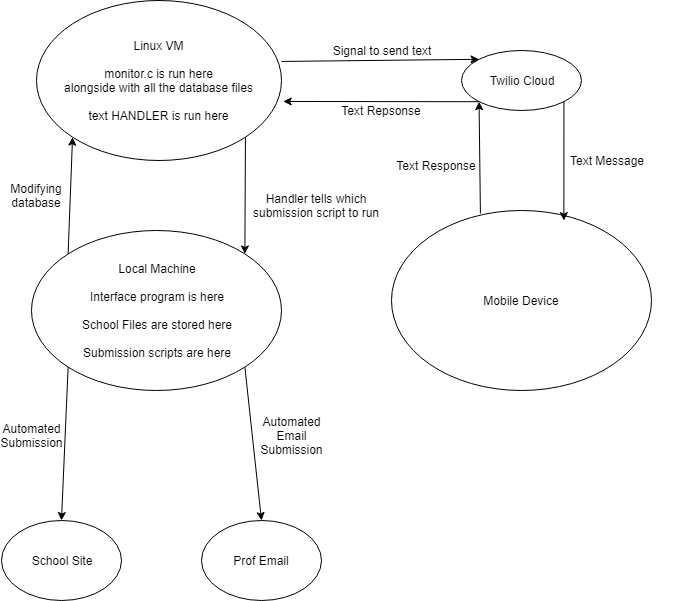 Linux VM
monitor.c is run here
alongside with all the database files
text HANDLER is run here
Signal to send text
Twilio Cloud
Text Repsonse
Text Response
Text Message
Modifying
database
Handler tells which
submission script to run
Local Machine
Interface program is here
School Files are stored here
Submission scripts are here
Mobile Device
Automated
Submission
Automated
Email
Submission
School Site
Prof Email